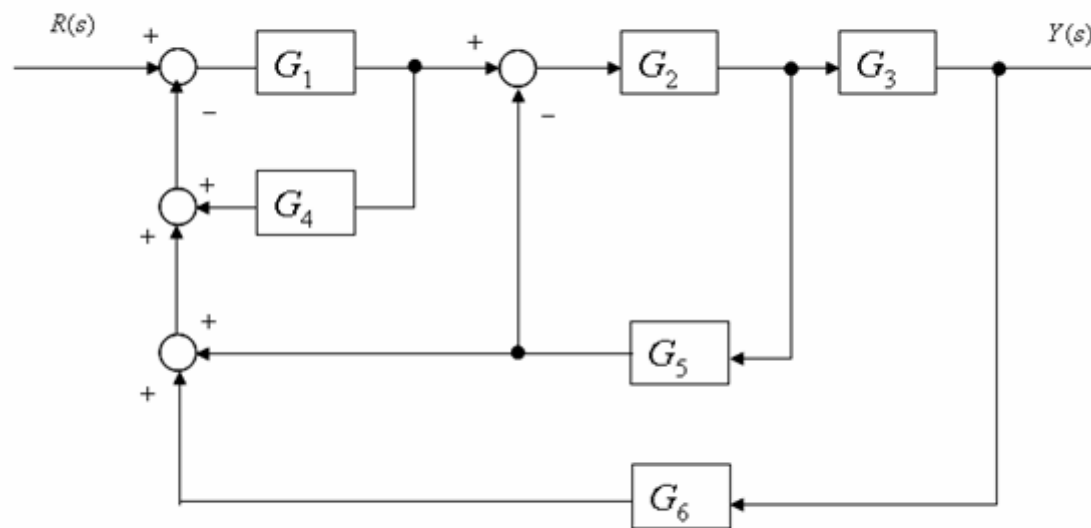 R(s)
Y(s)
+
G₁
+
G₂
G₃
−
−
+
G₄
+
+
G₅
+
G₆